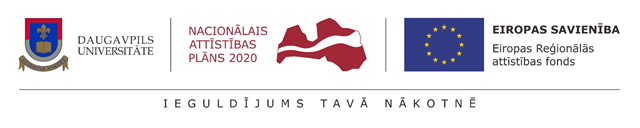 DAUGAVPILS
UNIVERSITĀTE
NACIONĀLAIS
ATTĪSTĪBAS
PLĀNS 2020
EIROPAS SAVIENĪBA
Eiropas Reģionālās
attīstības fonds
IEGULDĪJUMS TAVĀ NĀKOTNĒ